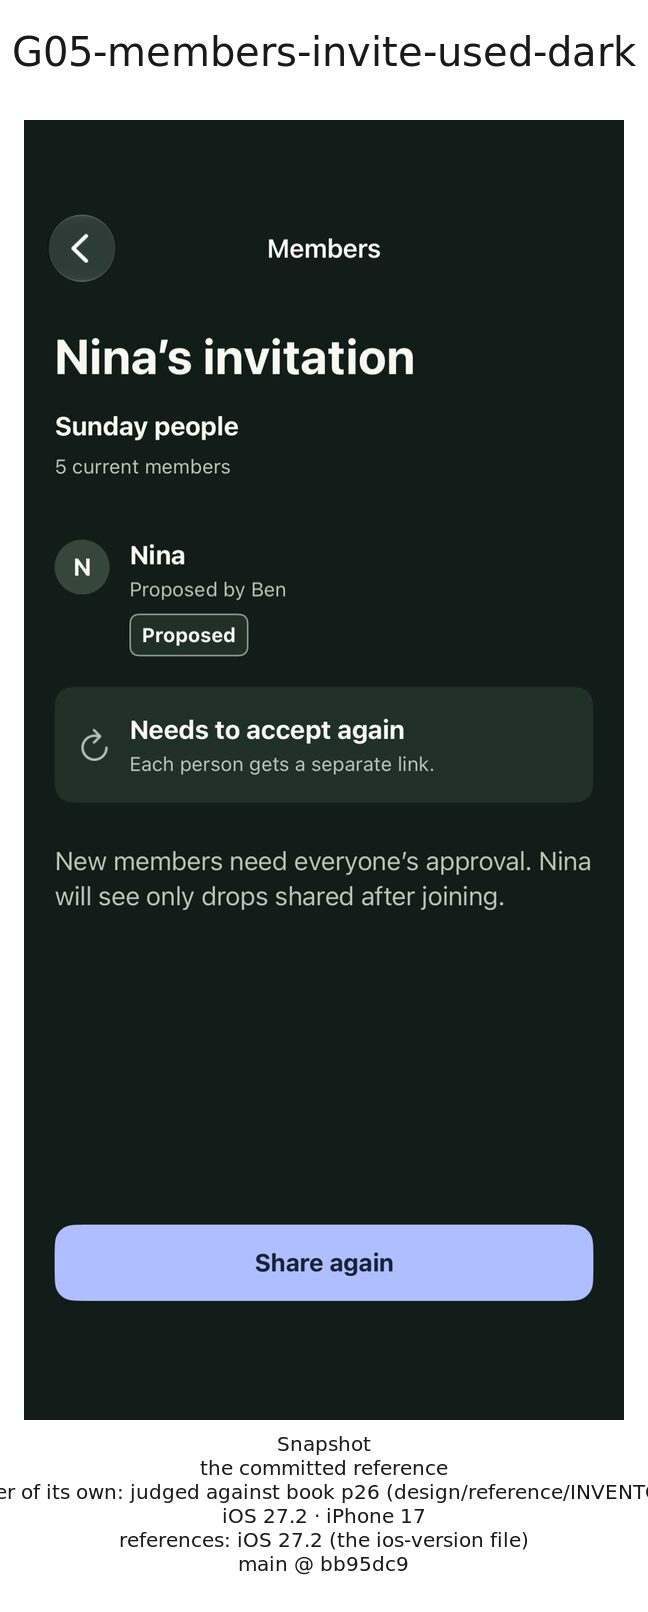 G05-members-invite-used-dark
Members
Nina’s invitation
Sunday people
5 current members
N
Nina
Proposed by Ben
Proposed
Needs to accept again
Each person gets a separate link.
New members need everyone’s approval. Nina
will see only drops shared after joining.
Share again
Snapshot
the committed reference
of its own: judged against book p26 (design/reference/
iOS 27.2 · iPhone 17
references: iOS 27.2 (the ios-version file)
main @ bb95dc9